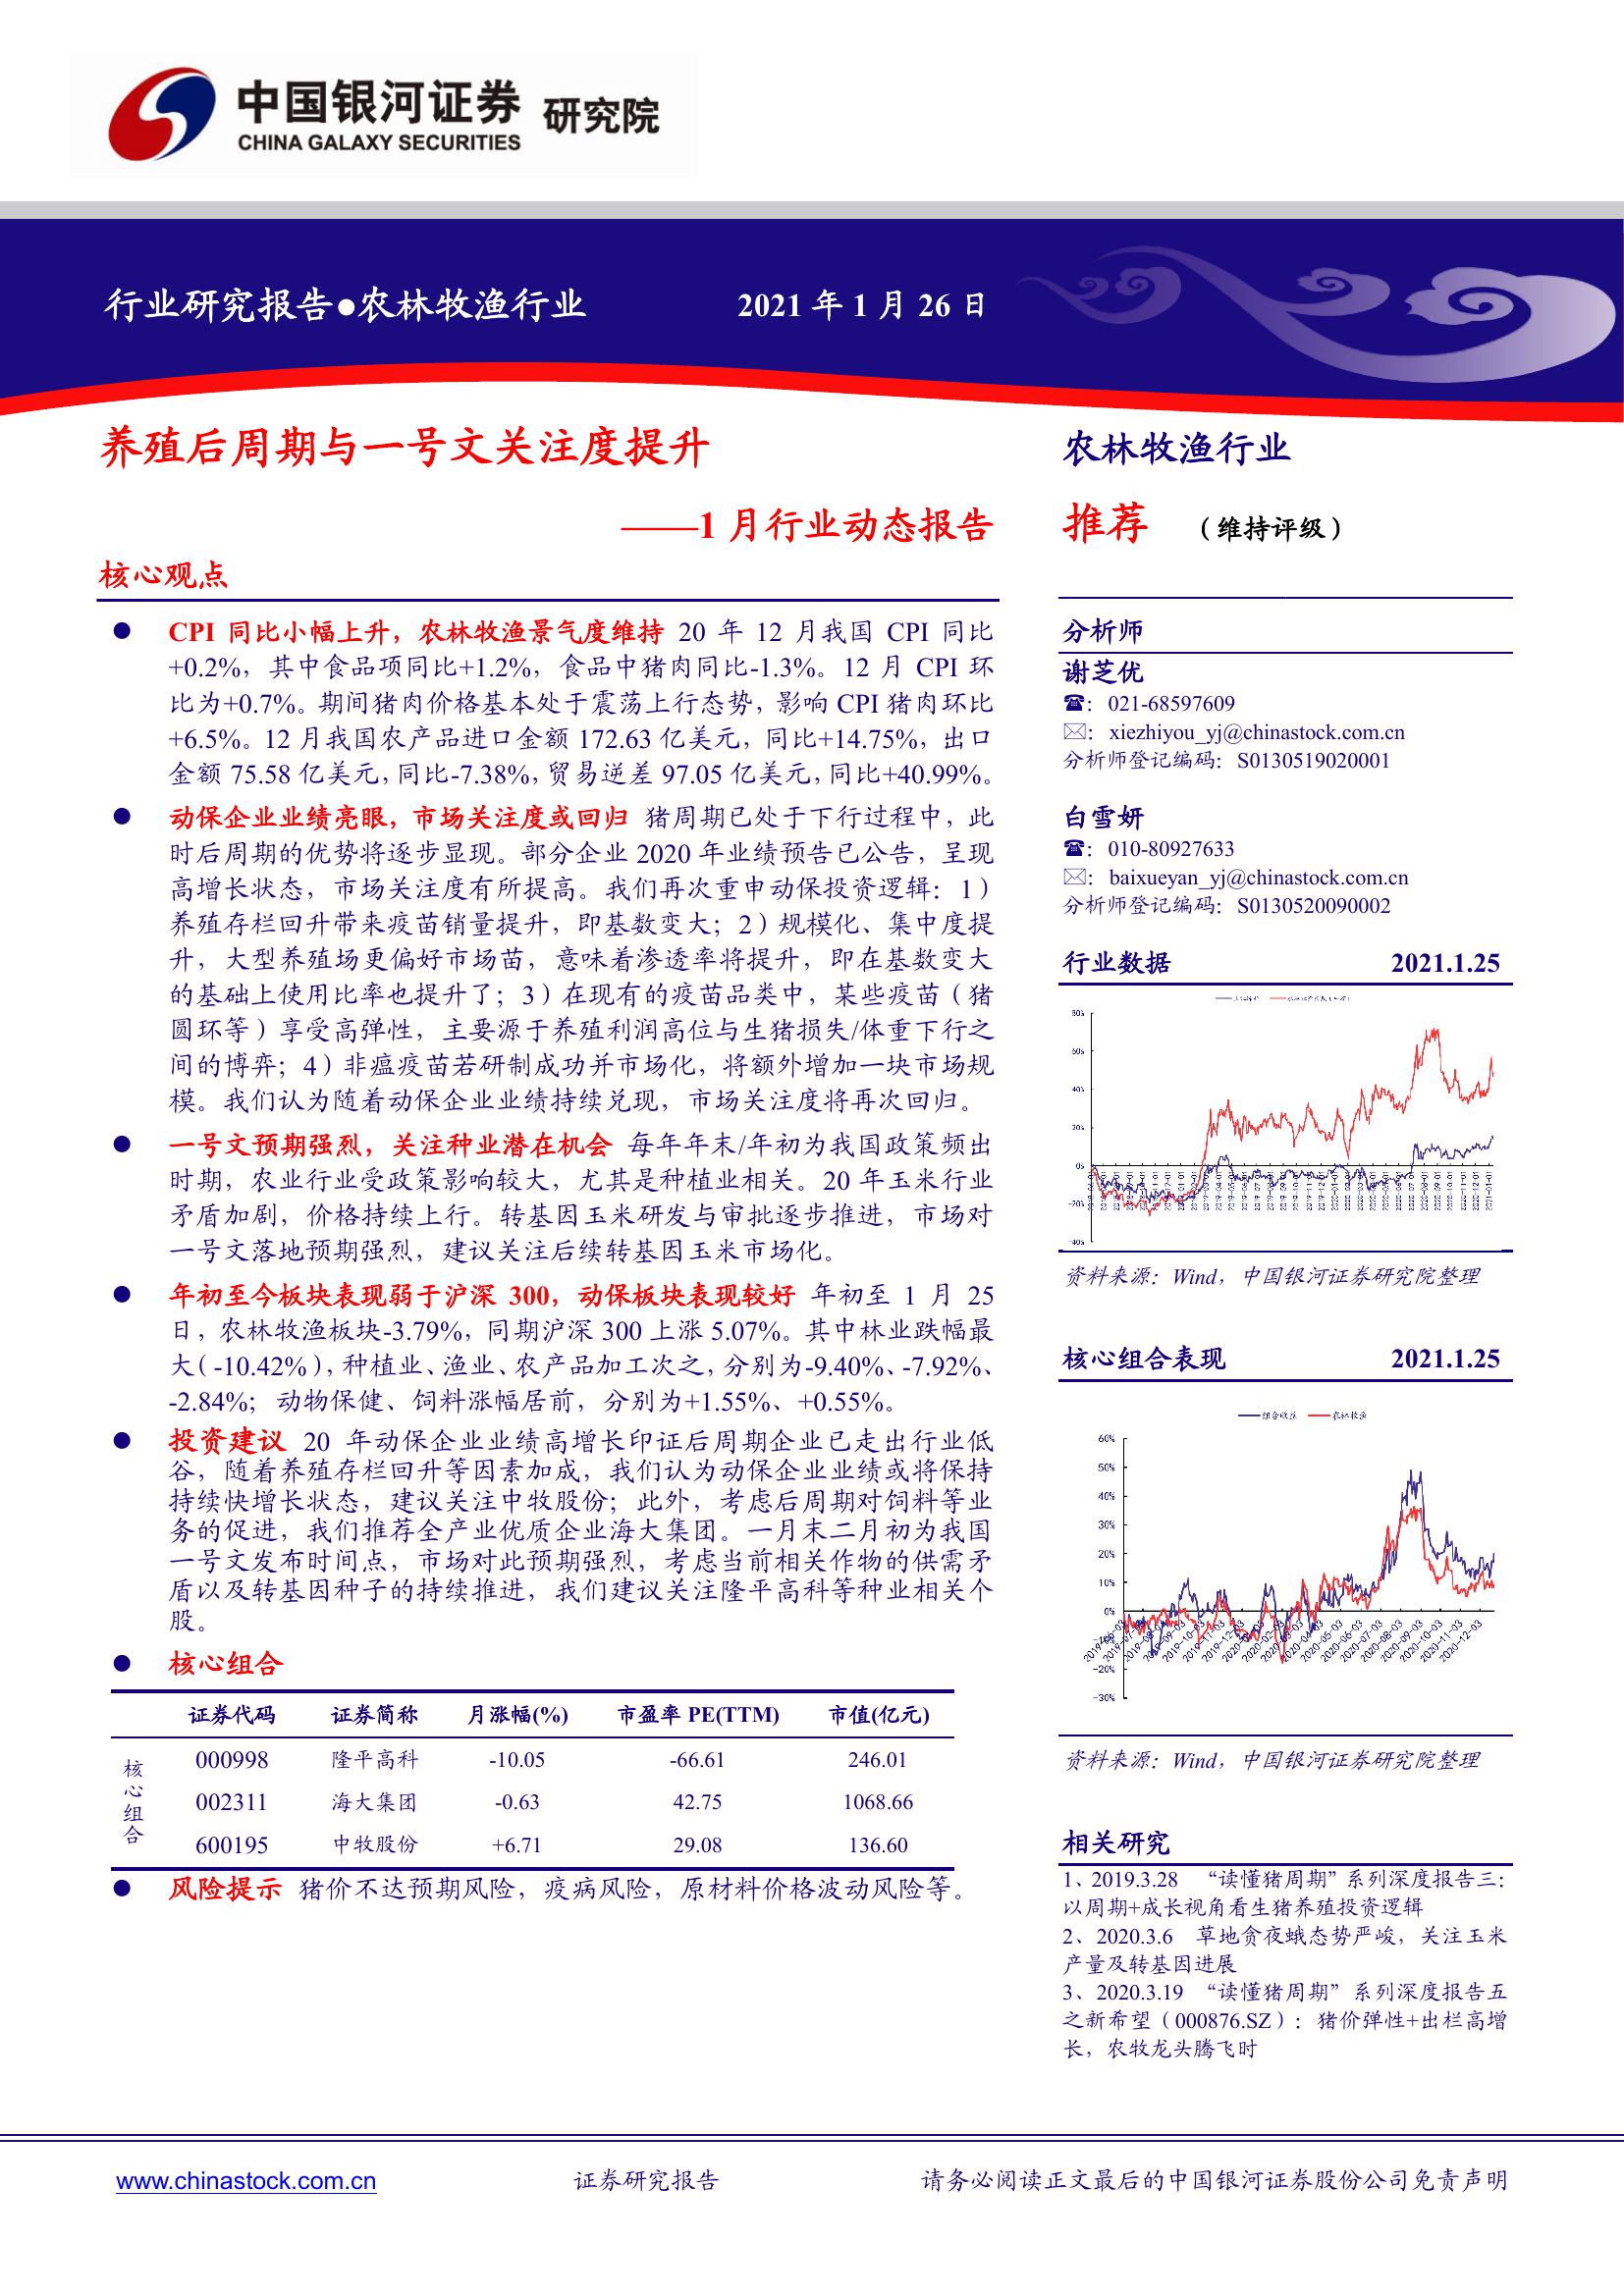 中国银河证券 研究院
CHINA GALAXY SECURITIES
行业研究报告●农林牧渔行业 2021 年 1 月 26 日
养殖后周期与一号文关注度提升
——1 月行业动态报告
核心观点
● CPI 同比小幅上升，农林牧渔景气度维持 20 年 12 月我国 CPI 同比
+0.2%，其中食品项同比+1.2%，食品中猪肉同比-1.3%。12 月 CPI 环
比为+0.7%。期间猪肉价格基本处于震荡上行态势，影响 CPI 猪肉环比
+6.5%。12 月我国农产品进口金额 172.63 亿美元，同比+14.75%，出口
金额 75.58 亿美元，同比-7.38%，贸易逆差 97.05 亿美元，同比+40.99%。
● 动保企业业绩亮眼，市场关注度或回归 猪周期已处于下行过程中，此
时后周期的优势将逐步显现。部分企业 2020 年业绩预告已公告，呈现
高增长状态，市场关注度有所提高。我们再次重申动保投资逻辑：1）
养殖存栏回升带来疫苗销量提升，即基数变大；2）规模化、集中度提
升，大型养殖场更偏好市场苗，意味着渗透率将提升，即在基数变大
的基础上使用比率也提升了；3）在现有的疫苗品类中，某些疫苗（猪
圆环等）享受高弹性，主要源于养殖利润高位与生猪损失/体重下行之
间的博弈；4）非瘟疫苗若研制成功并市场化，将额外增加一块市场规
模。我们认为随着动保企业业绩持续兑现，市场关注度将再次回归。
● 一号文预期强烈，关注种业潜在机会 每年年末/年初为我国政策频出
时期，农业行业受政策影响较大，尤其是种植业相关。20 年玉米行业
矛盾加剧，价格持续上行。转基因玉米研发与审批逐步推进，市场对
一号文落地预期强烈，建议关注后续转基因玉米市场化。
● 年初至今板块表现弱于沪深 300，动保板块表现较好 年初至 1 月 25
日，农林牧渔板块-3.79%，同期沪深 300 上涨 5.07%。其中林业跌幅最
大（-10.42%），种植业、渔业、农产品加工次之，分别为-9.40%、-7.92%、
-2.84%；动物保健、饲料涨幅居前，分别为+1.55%、+0.55%。
● 投资建议 20 年动保企业业绩高增长印证后周期企业已走出行业低
谷，随着养殖存栏回升等因素加成，我们认为动保企业业绩或将保持
持续快增长状态，建议关注中牧股份；此外，考虑后周期对饲料等业
务的促进，我们推荐全产业优质企业海大集团。一月末二月初为我国
一号文发布时间点，市场对此预期强烈，考虑当前相关作物的供需矛
盾以及转基因种子的持续推进，我们建议关注隆平高科等种业相关个
股。
● 核心组合
证券代码 证券简称 月涨幅(%) 市盈率 PE(TTM) 市值(亿元)
核心组合
000998 隆平高科 -10.05 -66.61 246.01
002311 海大集团 -0.63 42.75 1068.66
600195 中牧股份 +6.71 29.08 136.60
● 风险提示 猪价不达预期风险，疫病风险，原材料价格波动风险等。
农林牧渔行业
推荐 （维持评级）
分析师
谢芝优
☎：021-68597609
✉：xiezhiyou_yj@chinastock.com.cn
分析师登记编码：S0130519020001
白雪妍
☎：010-80927633
✉：baixueyan_yj@chinastock.com.cn
分析师登记编码：S0130520090002
行业数据 2021.1.25
80%
60%
40%
20%
0%
-20%
-40%
资料来源：Wind，中国银河证券研究院整理
核心组合表现 2021.1.25
组合收益 农林牧渔
60%
50%
40%
30%
20%
10%
0%
-10%
-20%
-30%
2019-06-03 2019-07-03 2019-08-03 2019-09-03 2019-10-03 2019-11-03 2019-12-03 2020-01-03 2020-02-03 2020-03-03 2020-04-03 2020-05-03 2020-06-03 2020-07-03 2020-08-03 2020-09-03 2020-10-03 2020-11-03 2020-12-03
资料来源：Wind，中国银河证券研究院整理
相关研究
1、2019.3.28 “读懂猪周期”系列深度报告三：
以周期+成长视角看生猪养殖投资逻辑
2、2020.3.6 草地贪夜蛾态势严峻，关注玉米
产量及转基因进展
3、2020.3.19 “读懂猪周期”系列深度报告五
之新希望（000876.SZ）：猪价弹性+出栏高增
长，农牧龙头腾飞时
www.chinastock.com.cn 证券研究报告 请务必阅读正文最后的中国银河证券股份公司免责声明